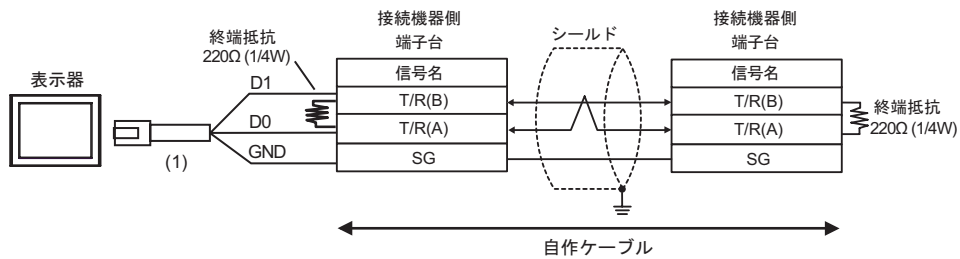 表示器
(1)
D1
D0
GND
終端抵抗
220Ω (1/4W)
接続機器側
端子台
信号名
T/R(B)
T/R(A)
SG
シールド
接続機器側
端子台
信号名
T/R(B)
T/R(A)
SG
終端抵抗
220Ω (1/4W)
自作ケーブル